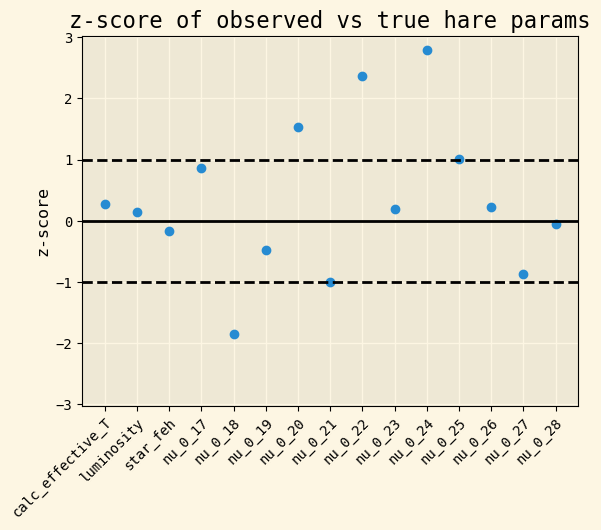 z-score of observed vs true hare params
z-score
3
2
1
0
−1
−2
−3
calc_effective_T
luminosity
star_feh
nu_0_17
nu_0_18
nu_0_19
nu_0_20
nu_0_21
nu_0_22
nu_0_23
nu_0_24
nu_0_25
nu_0_26
nu_0_27
nu_0_28